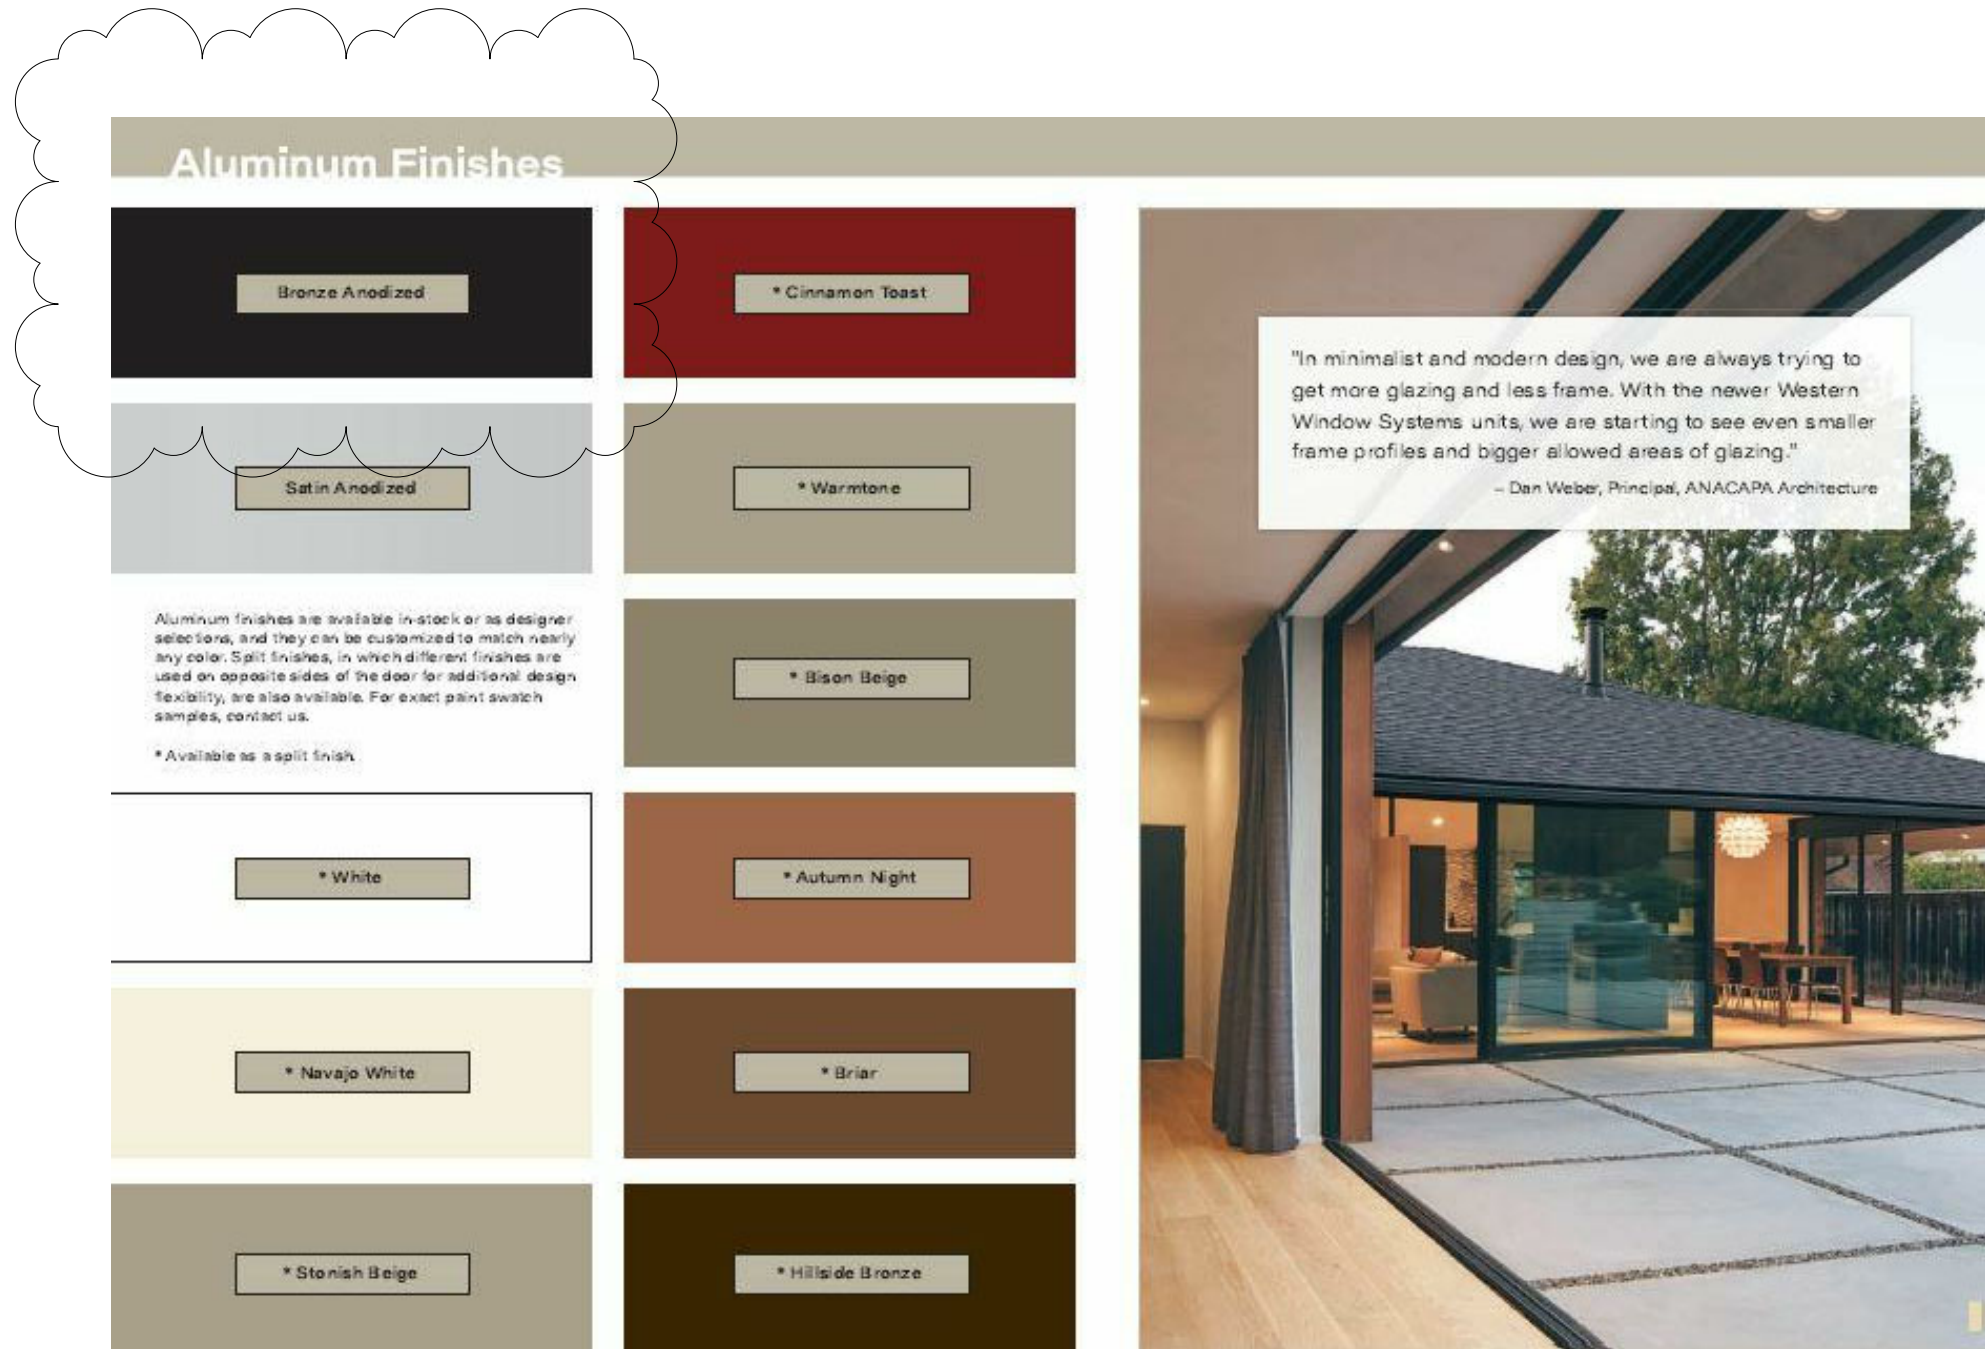 Aluminum Finishes
Bronze Anodized
Satin Anodized
Aluminum finishes are available in-stock or as designer
selections, and they can be customized to match nearly
any color. Split finishes, in which different finishes are
used on opposite sides of the door for additional design
flexibility, are also available. For exact paint swatch
samples, contact us.
* Available as a split finish.
* White
* Navajo White
* Stonish Beige
* Cinnamon Toast
* Warmtone
* Bison Beige
* Autumn Night
* Briar
* Hillside Bronze
"In minimalist and modern design, we are always trying to
get more glazing and less frame. With the newer Western
Window Systems units, we are starting to see even smaller
frame profiles and bigger allowed areas of glazing."
– Dan Weber, Principal, ANACAPA Architecture